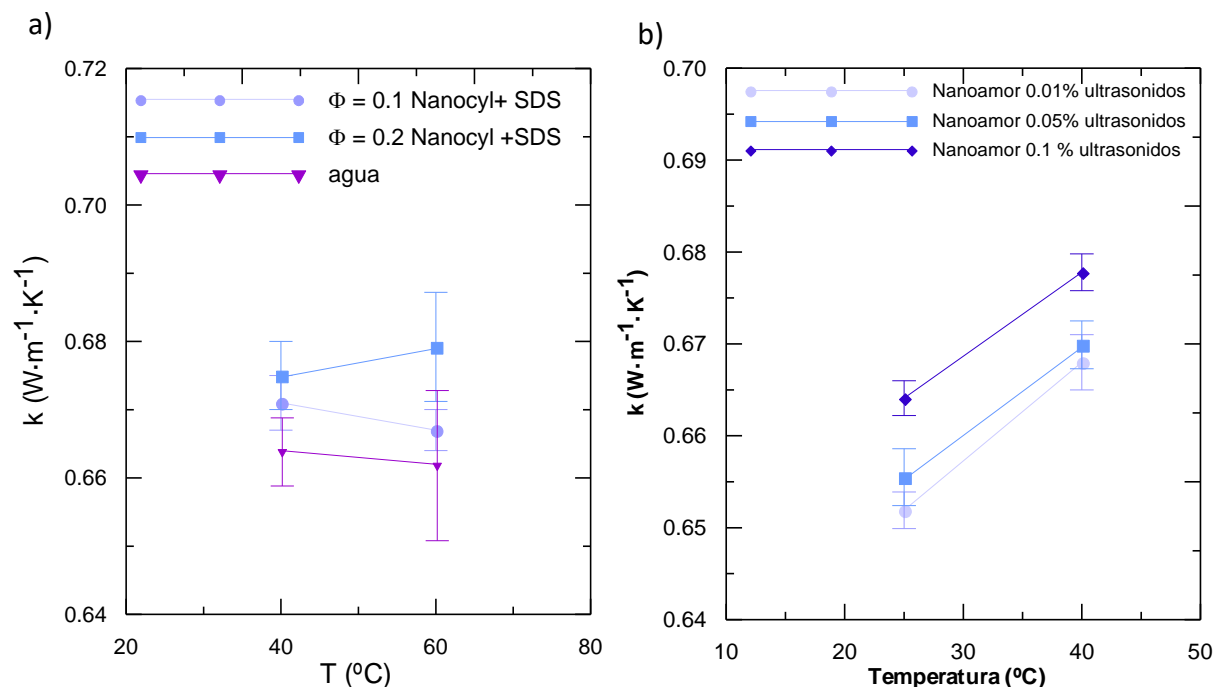 a)
0.72
0.70
0.68
0.66
0.64
k (W·m⁻¹·K⁻¹)
Φ = 0.1 Nanocyl+ SDS
Φ = 0.2 Nanocyl +SDS
agua
20 40 60 80
T (ºC)
b)
0.70
0.69
0.68
0.67
0.66
0.65
0.64
k (W·m⁻¹·K⁻¹)
Nanoamor 0.01% ultrasonidos
Nanoamor 0.05% ultrasonidos
Nanoamor 0.1 % ultrasonidos
10 20 30 40 50
Temperatura (ºC)